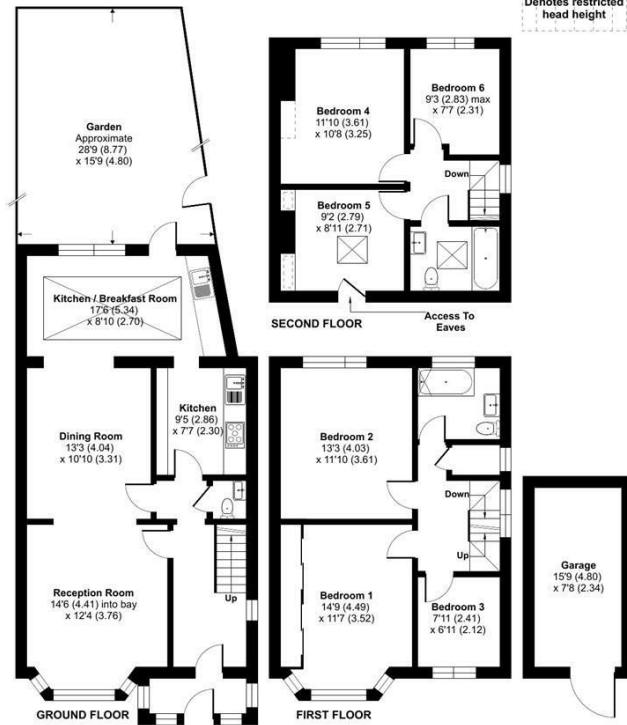 Denotes restricted
head height
Garden
Approximate
28'9 (8.77)
x 15'9 (4.80)
Kitchen / Breakfast Room
17'6 (5.34)
x 8'10 (2.70)
Kitchen
9'5 (2.86)
x 7'7 (2.30)
Dining Room
13'3 (4.04)
x 10'10 (3.31)
Reception Room
14'6 (4.41) into bay
x 12'4 (3.76)
Up
GROUND FLOOR
Bedroom 4
11'10 (3.61)
x 10'8 (3.25)
Bedroom 6
9'3 (2.83) max
x 7'7 (2.31)
Down
Bedroom 5
9'2 (2.79)
x 8'11 (2.71)
SECOND FLOOR
Access To
Eaves
Bedroom 2
13'3 (4.03)
x 11'10 (3.61)
Down
Up
Bedroom 1
14'9 (4.49)
x 11'7 (3.52)
Bedroom 3
7'11 (2.41)
x 6'11 (2.12)
FIRST FLOOR
Garage
15'9 (4.80)
x 7'8 (2.34)